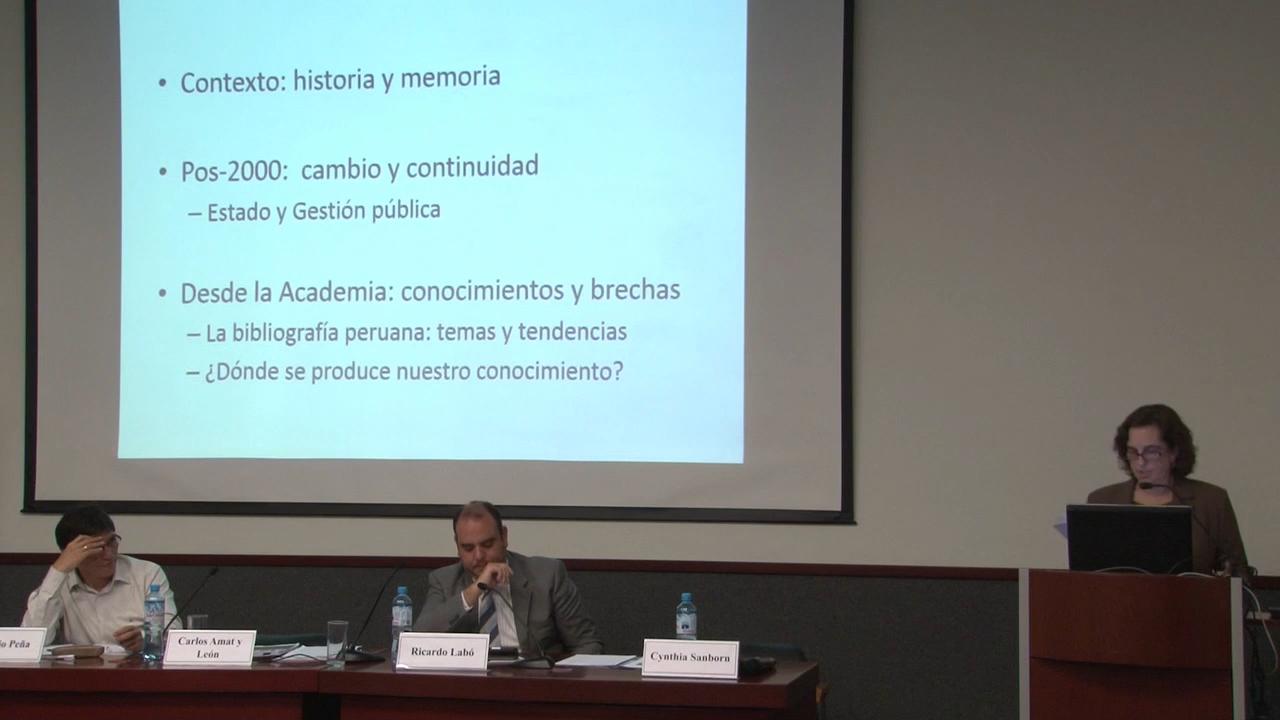 • Contexto: historia y memoria
• Pos-2000: cambio y continuidad
– Estado y Gestión pública
• Desde la Academia: conocimientos y brechas
– La bibliografía peruana: temas y tendencias
– ¿Dónde se produce nuestro conocimiento?
Peña
Carlos Amat y
León
Ricardo Labó
Cynthia Sanborn